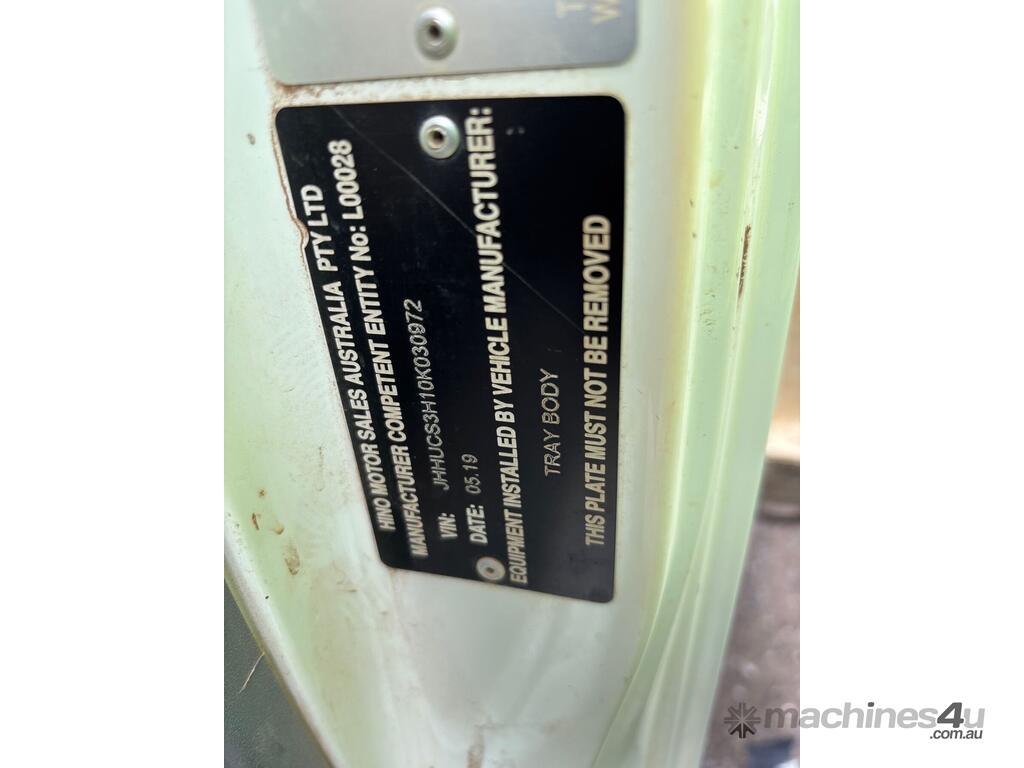 HINO MOTOR SALES AUSTRALIA PTY LTD
MANUFACTURER COMPETENT ENTITY No: L00028
VIN: JHHUCS3H10K030972
DATE: 05.19
EQUIPMENT INSTALLED BY VEHICLE MANUFACTURER:
TRAY BODY
THIS PLATE MUST NOT BE REMOVED
machines4u
.com.au